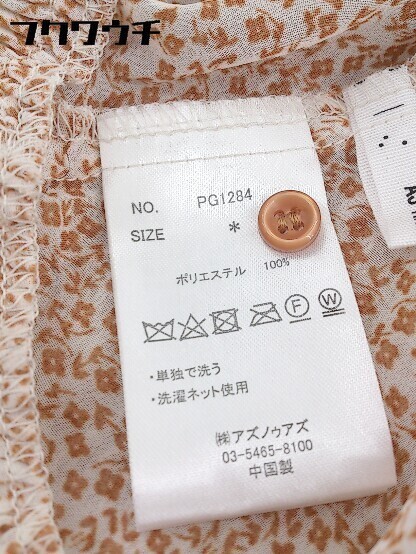 フクワウチ
NO. PG1284
SIZE *
ポリエステル 100%
F W
・単独で洗う
・洗濯ネット使用
㈱アズノゥアズ
03-5465-8100
中国製